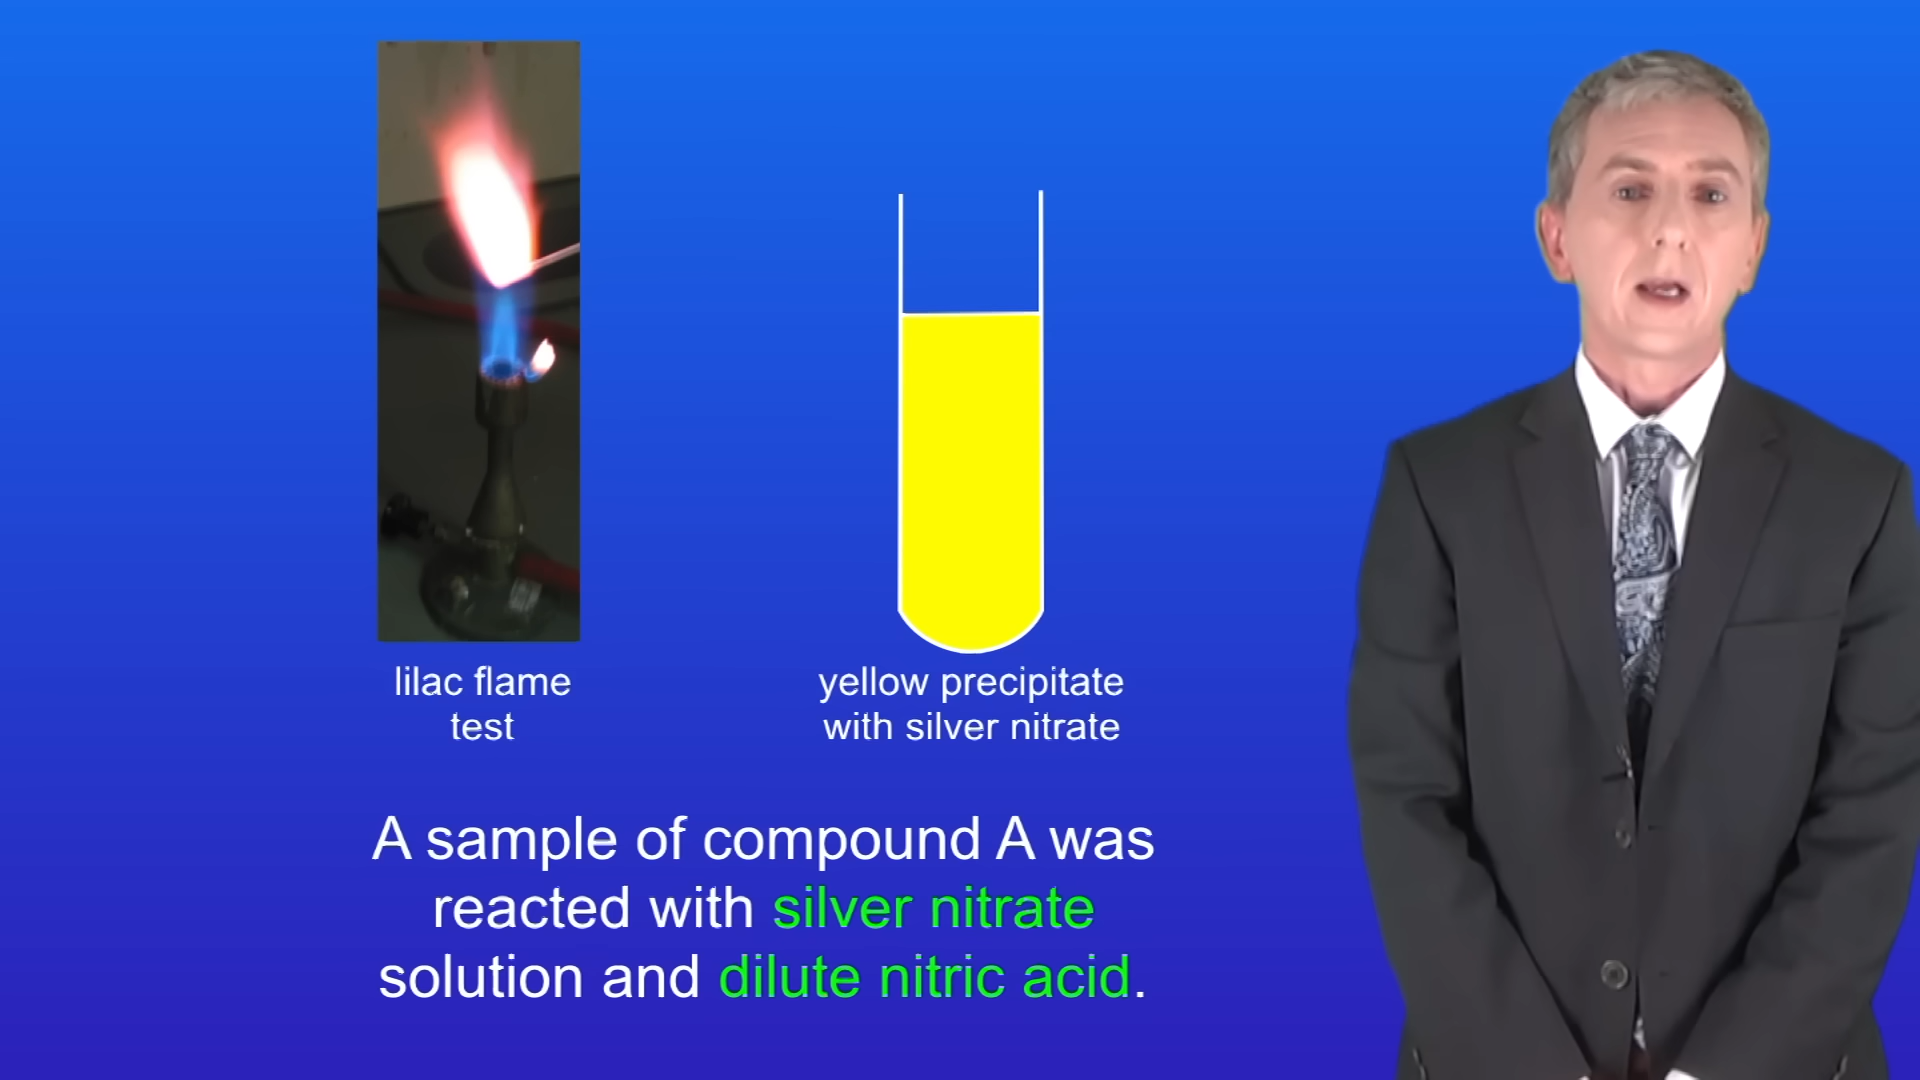 lilac flame
test
yellow precipitate
with silver nitrate
A sample of compound A was
reacted with silver nitrate
solution and dilute nitric acid.